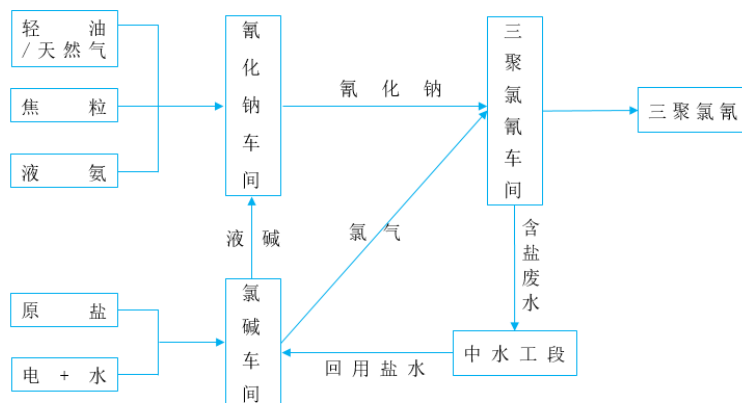 轻油
/天然气
焦粒
液氨
氰化钠车间
氰化钠
三聚氯氰车间
三聚氯氰
液碱
氯气
含盐废水
原盐
电+水
氯碱车间
回用盐水
中水工段